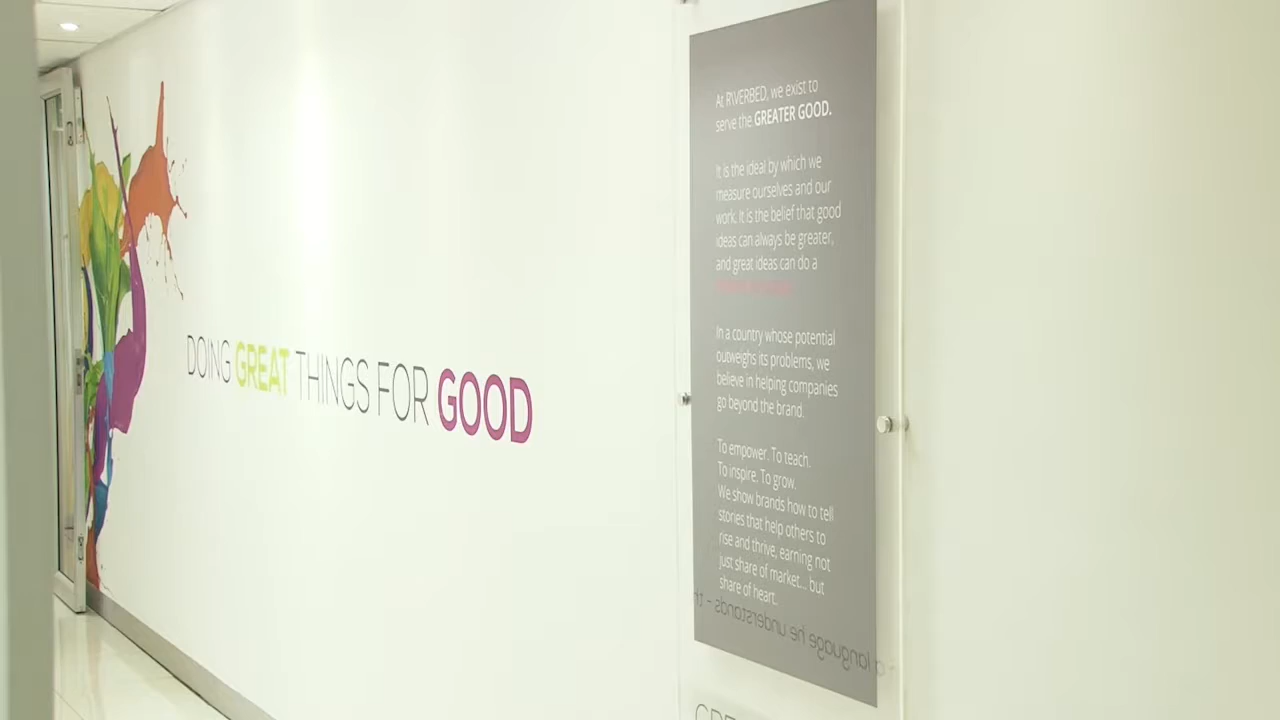 DOING GREAT THINGS FOR GOOD
At RIVERBED, we exist to
serve the GREATER GOOD.
It is the ideal by which we
measure ourselves and our
work. It is the belief that good
ideas can always be greater,
and great ideas can do a
In a country whose potential
outweighs its problems, we
believe in helping companies
go beyond the brand.
To empower. To teach.
To inspire. To grow.
We show brands how to tell
stories that help others to
rise and thrive, earning not
just share of market... but
share of heart.
language he understands -